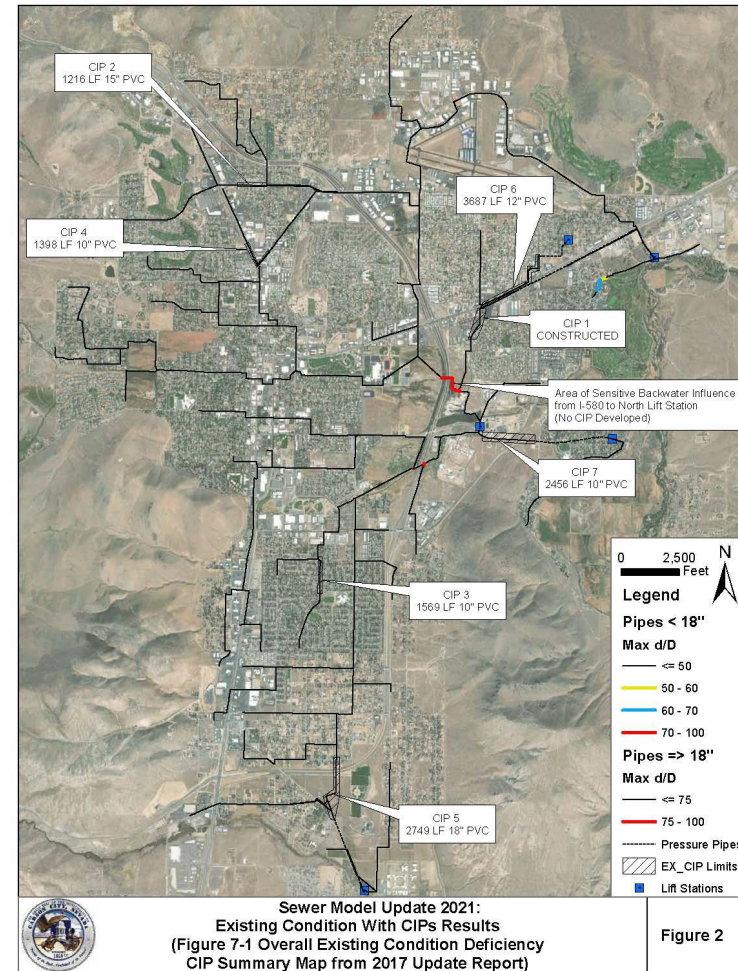 CIP 2
1216 LF 15" PVC
CIP 6
3687 LF 12" PVC
CIP 4
1398 LF 10" PVC
CIP 1
CONSTRUCTED
Area of Sensitive Backwater Influence
from I-580 to North Lift Station
(No CIP Developed)
CIP 7
2456 LF 10" PVC
CIP 3
1569 LF 10" PVC
CIP 5
2749 LF 18" PVC
0 2,500
Feet
N
Legend
Pipes < 18"
Max d/D
<= 50
50 - 60
60 - 70
70 - 100
Pipes => 18"
Max d/D
<= 75
75 - 100
Pressure Pipes
EX_CIP Limits
Lift Stations
CARSON CITY, NEVADA
Sewer Model Update 2021:
Existing Condition With CIPs Results
(Figure 7-1 Overall Existing Condition Deficiency
CIP Summary Map from 2017 Update Report)
Figure 2